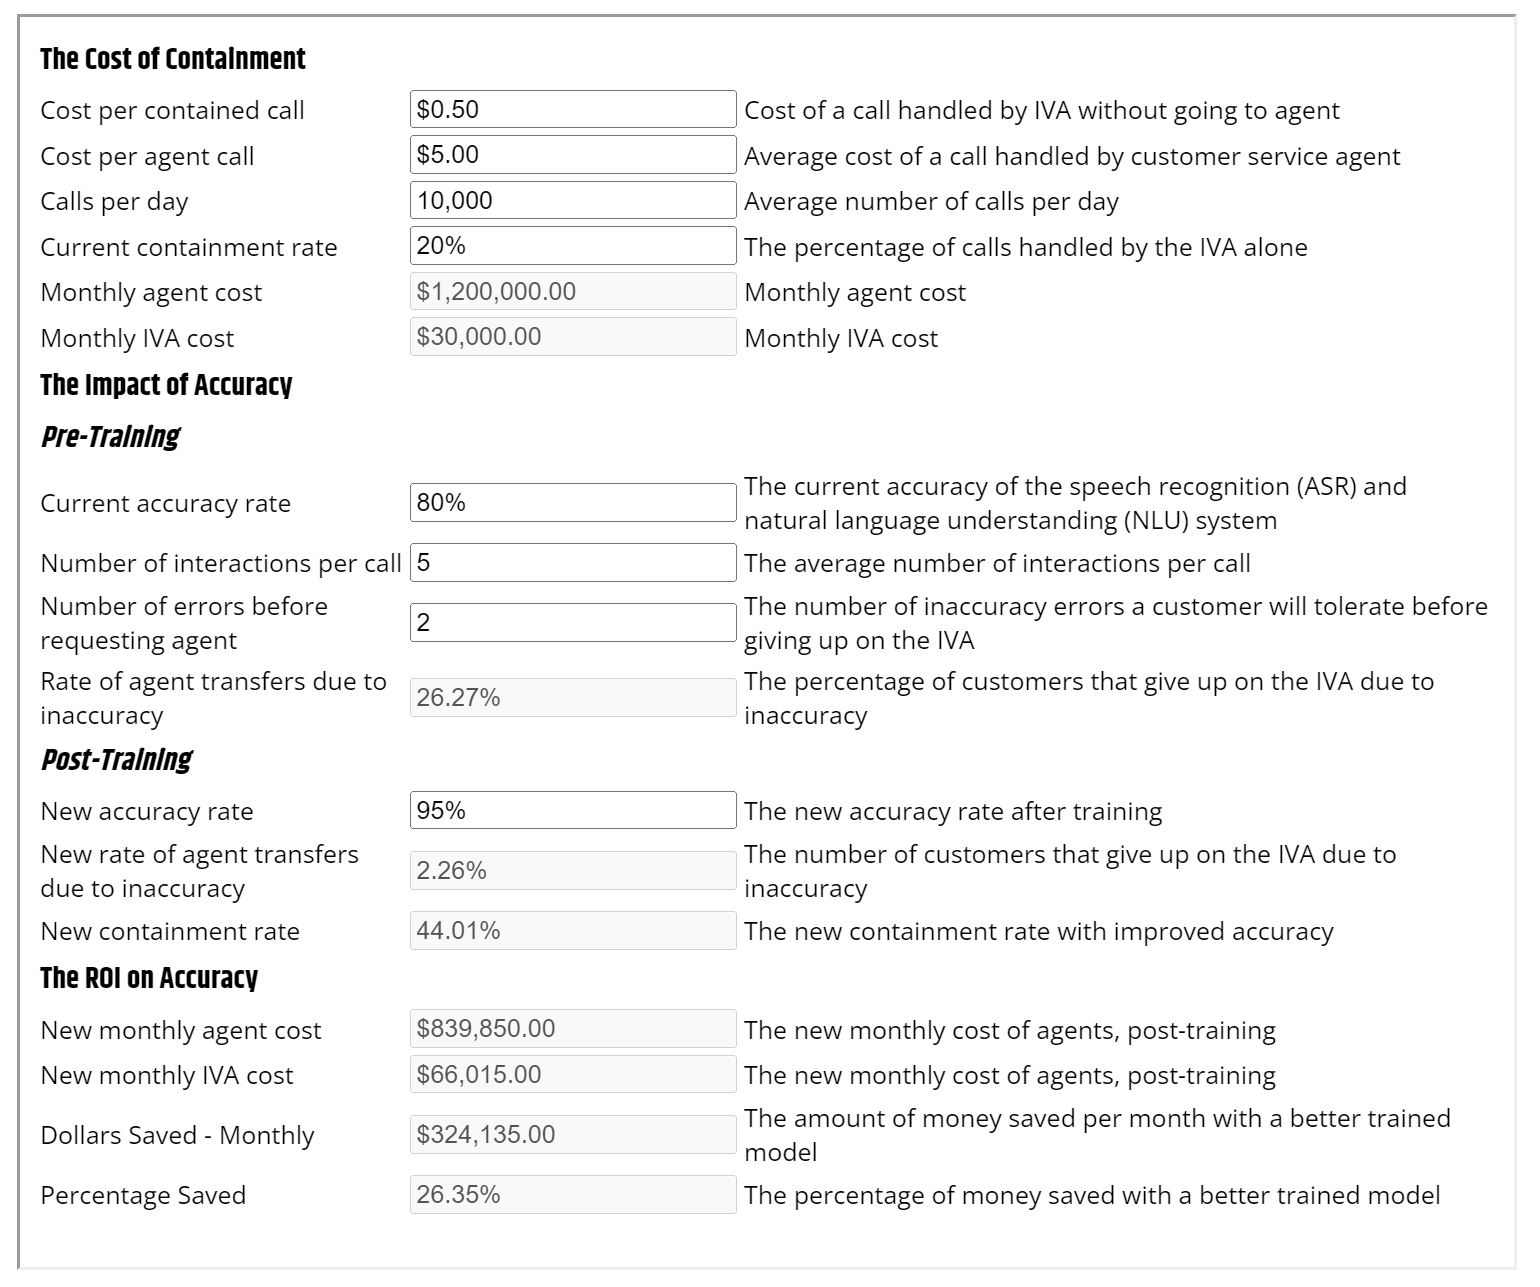 The Cost of Containment
Cost per contained call $0.50 Cost of a call handled by IVA without going to agent
Cost per agent call $5.00 Average cost of a call handled by customer service agent
Calls per day 10,000 Average number of calls per day
Current containment rate 20% The percentage of calls handled by the IVA alone
Monthly agent cost $1,200,000.00 Monthly agent cost
Monthly IVA cost $30,000.00 Monthly IVA cost
The Impact of Accuracy
Pre-Training
Current accuracy rate 80% The current accuracy of the speech recognition (ASR) and
natural language understanding (NLU) system
Number of interactions per call 5 The average number of interactions per call
Number of errors before
requesting agent 2 The number of inaccuracy errors a customer will tolerate before
giving up on the IVA
Rate of agent transfers due to
inaccuracy 26.27% The percentage of customers that give up on the IVA due to
inaccuracy
Post-Training
New accuracy rate 95% The new accuracy rate after training
New rate of agent transfers
due to inaccuracy 2.26% The number of customers that give up on the IVA due to
inaccuracy
New containment rate 44.01% The new containment rate with improved accuracy
The ROI on Accuracy
New monthly agent cost $839,850.00 The new monthly cost of agents, post-training
New monthly IVA cost $66,015.00 The new monthly cost of agents, post-training
Dollars Saved - Monthly $324,135.00 The amount of money saved per month with a better trained
model
Percentage Saved 26.35% The percentage of money saved with a better trained model